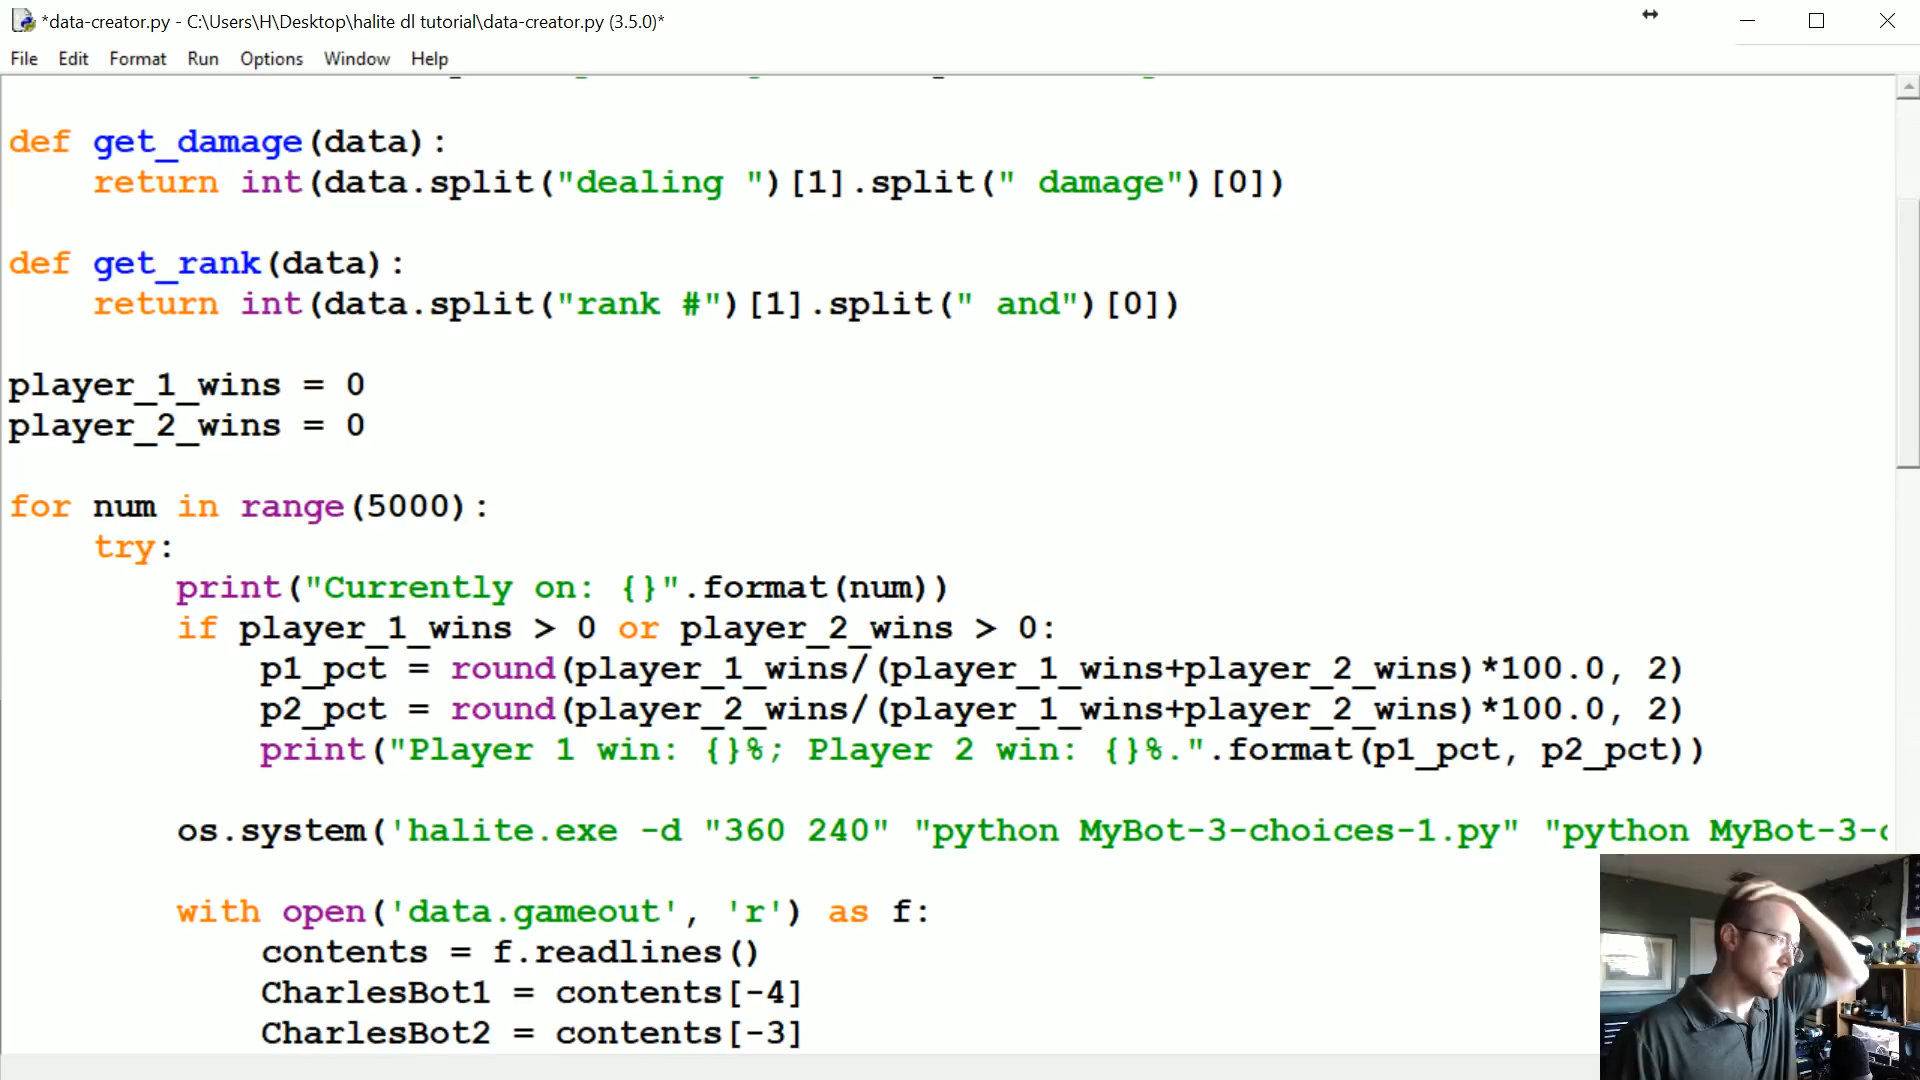 *data-creator.py - C:\Users\H\Desktop\halite dl tutorial\data-creator.py (3.5.0)*
File Edit Format Run Options Window Help
def get_damage(data):
    return int(data.split("dealing ")[1].split(" damage")[0])
def get_rank(data):
    return int(data.split("rank #")[1].split(" and")[0])
player_1_wins = 0
player_2_wins = 0
for num in range(5000):
    try:
        print("Currently on: {}".format(num))
        if player_1_wins > 0 or player_2_wins > 0:
            p1_pct = round(player_1_wins/(player_1_wins+player_2_wins)*100.0, 2)
            p2_pct = round(player_2_wins/(player_1_wins+player_2_wins)*100.0, 2)
            print("Player 1 win: {}%; Player 2 win: {}%.".format(p1_pct, p2_pct))
        os.system('halite.exe -d "360 240" "python MyBot-3-choices-1.py" "python MyBot-3-
        with open('data.gameout', 'r') as f:
            contents = f.readlines()
            CharlesBot1 = contents[-4]
            CharlesBot2 = contents[-3]